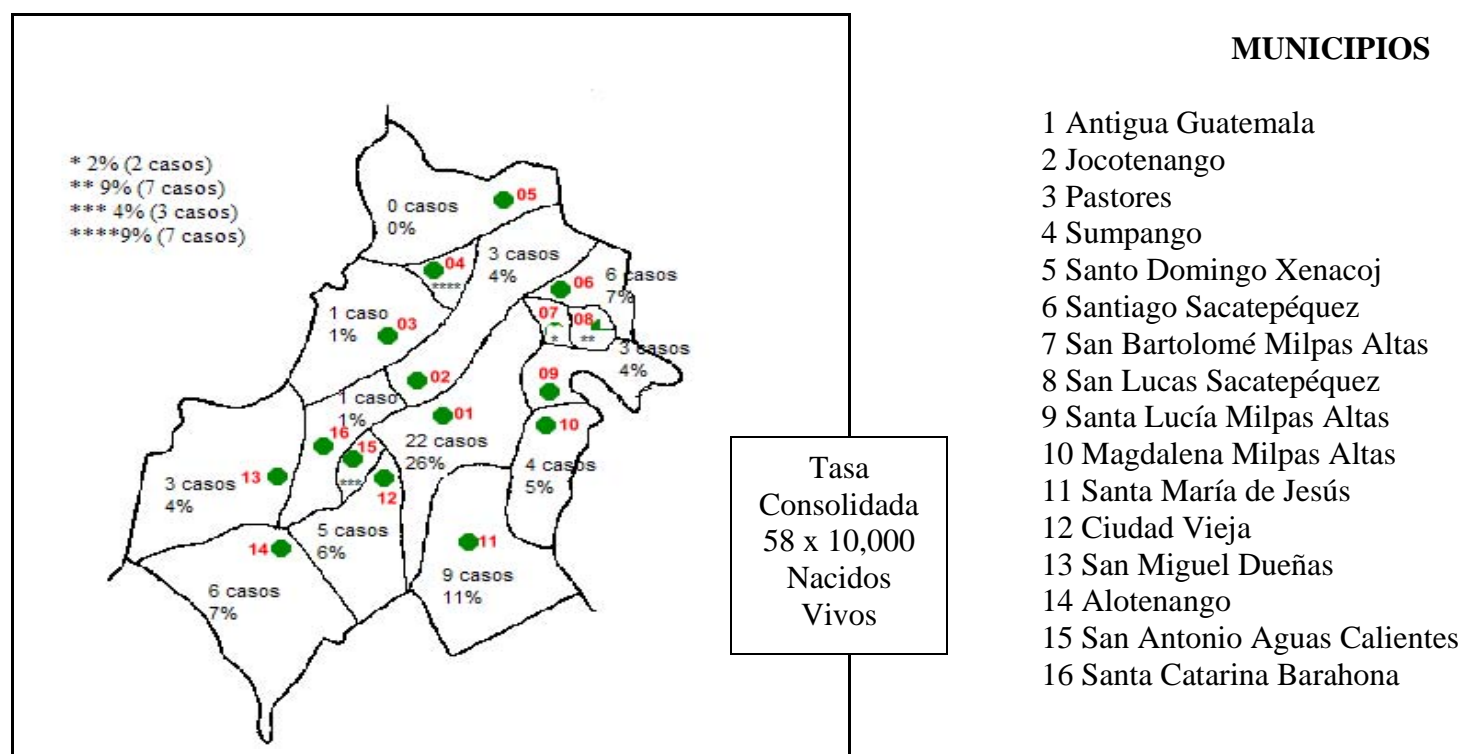 * 2% (2 casos)
** 9% (7 casos)
*** 4% (3 casos)
****9% (7 casos)
05
0 casos
0%
04
****
3 casos
4%
06
6 casos
7%
07
*
08
**
1 caso
1%
03
3 casos
4%
02
09
1 caso
1%
01
10
16
15
***
22 casos
26%
4 casos
5%
13
12
3 casos
4%
5 casos
6%
14
11
6 casos
7%
9 casos
11%
Tasa
Consolidada
58 x 10,000
Nacidos
Vivos
MUNICIPIOS
1 Antigua Guatemala
2 Jocotenango
3 Pastores
4 Sumpango
5 Santo Domingo Xenacoj
6 Santiago Sacatepéquez
7 San Bartolomé Milpas Altas
8 San Lucas Sacatepéquez
9 Santa Lucía Milpas Altas
10 Magdalena Milpas Altas
11 Santa María de Jesús
12 Ciudad Vieja
13 San Miguel Dueñas
14 Alotenango
15 San Antonio Aguas Calientes
16 Santa Catarina Barahona